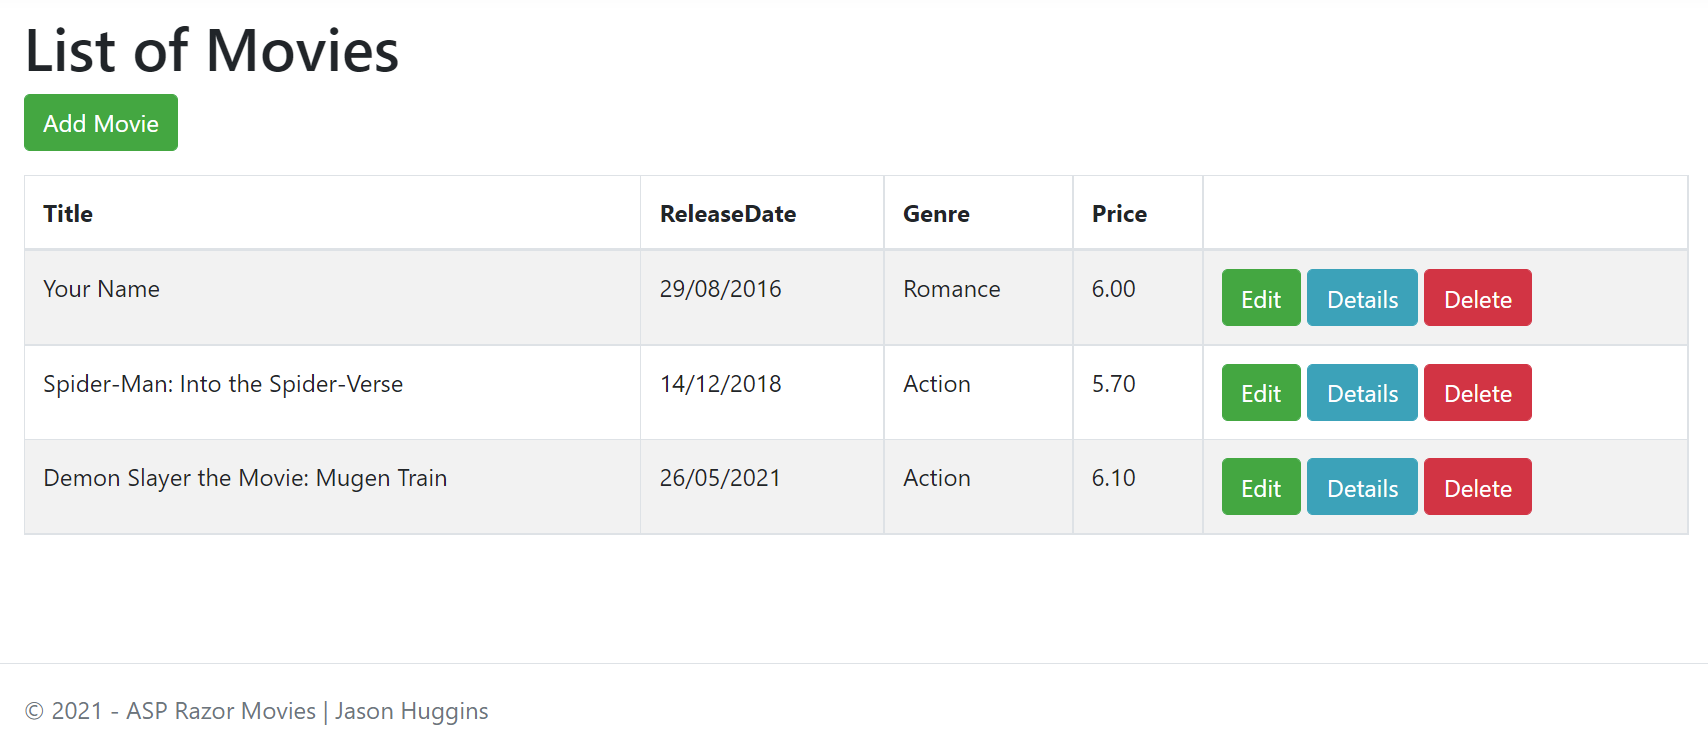 List of Movies
Add Movie
Title ReleaseDate Genre Price
Your Name 29/08/2016 Romance 6.00 Edit Details Delete
Spider-Man: Into the Spider-Verse 14/12/2018 Action 5.70 Edit Details Delete
Demon Slayer the Movie: Mugen Train 26/05/2021 Action 6.10 Edit Details Delete
© 2021 - ASP Razor Movies | Jason Huggins